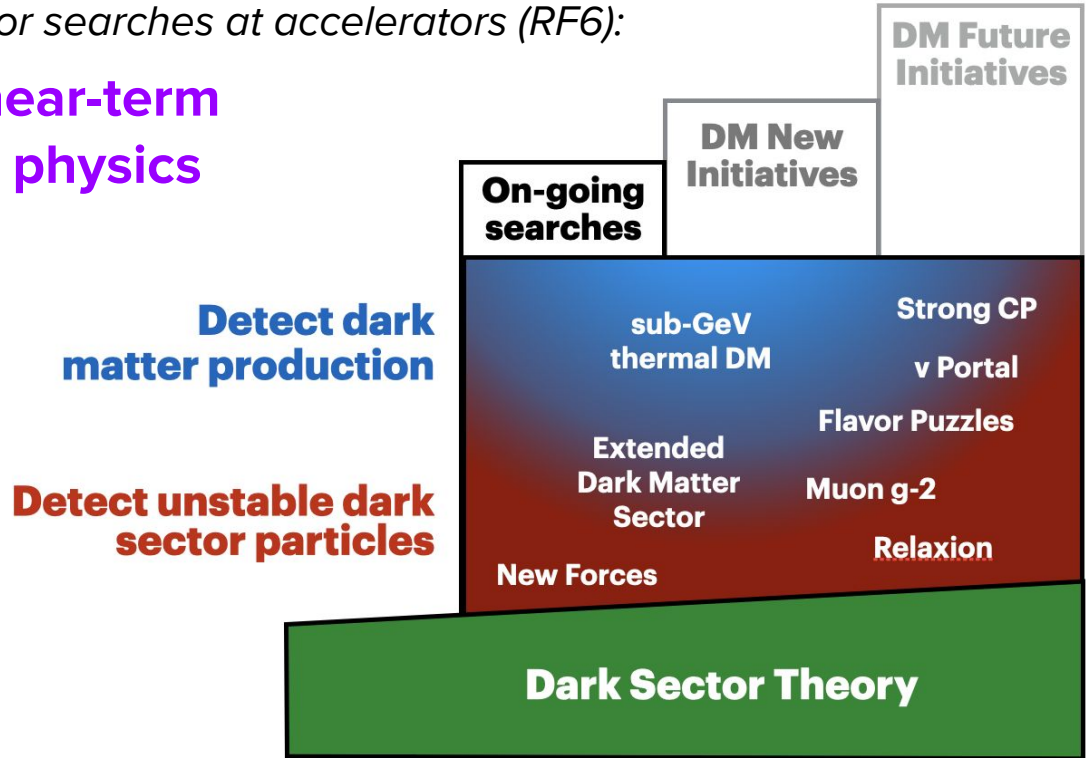 or searches at accelerators (RF6):
near-term
physics
DM Future
Initiatives
DM New
Initiatives
On-going
searches
Detect dark
matter production
Detect unstable dark
sector particles
sub-GeV
thermal DM
Strong CP
ν Portal
Flavor Puzzles
Extended
Dark Matter
Sector
Muon g-2
Relaxion
New Forces
Dark Sector Theory